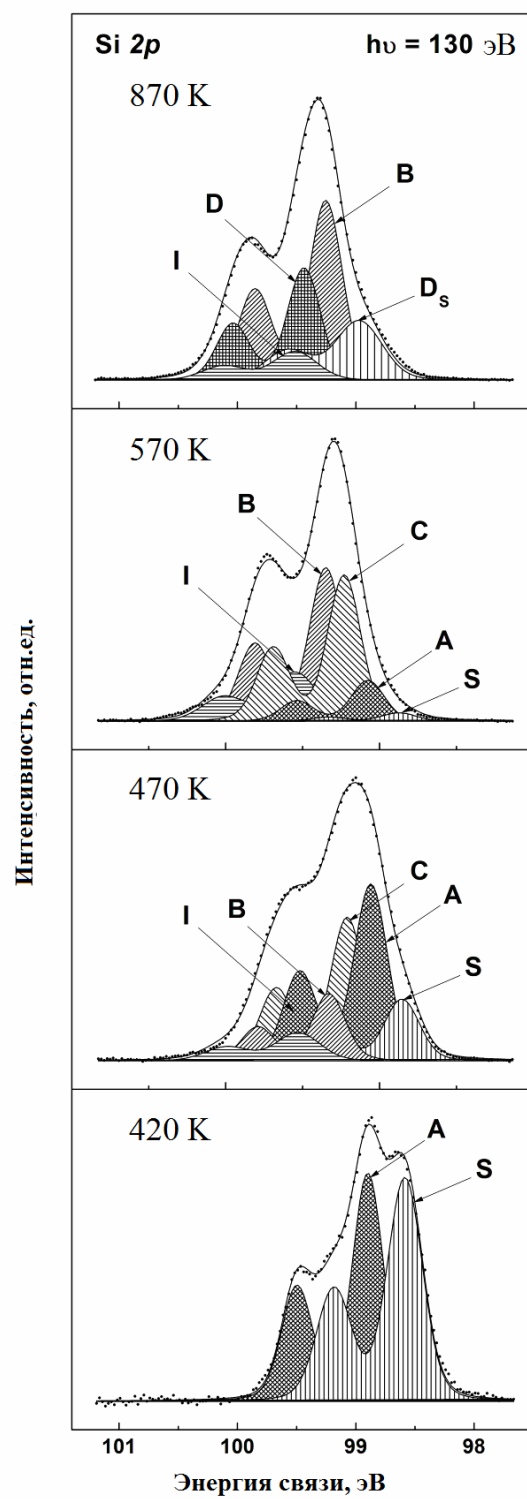 Si 2p hυ = 130 эВ
870 K
B
D
I
D_S
570 K
B
C
I
A
S
470 K
C
B
A
I
S
420 K
A
S
Интенсивность, отн.ед.
101 100 99 98
Энергия связи, эВ